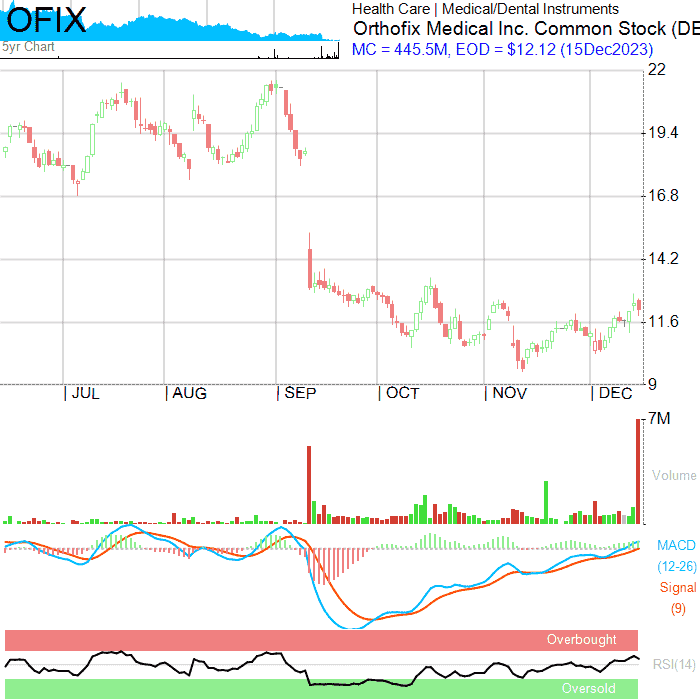 OFIX
5yr Chart
Health Care | Medical/Dental Instruments
Orthofix Medical Inc. Common Stock (DE
MC = 445.5M, EOD = $12.12 (15Dec2023)
22
19.4
16.8
14.2
11.6
9
| JUL | AUG | SEP | OCT | NOV | DEC
7M
Volume
MACD
(12-26)
Signal
(9)
Overbought
RSI(14)
Oversold